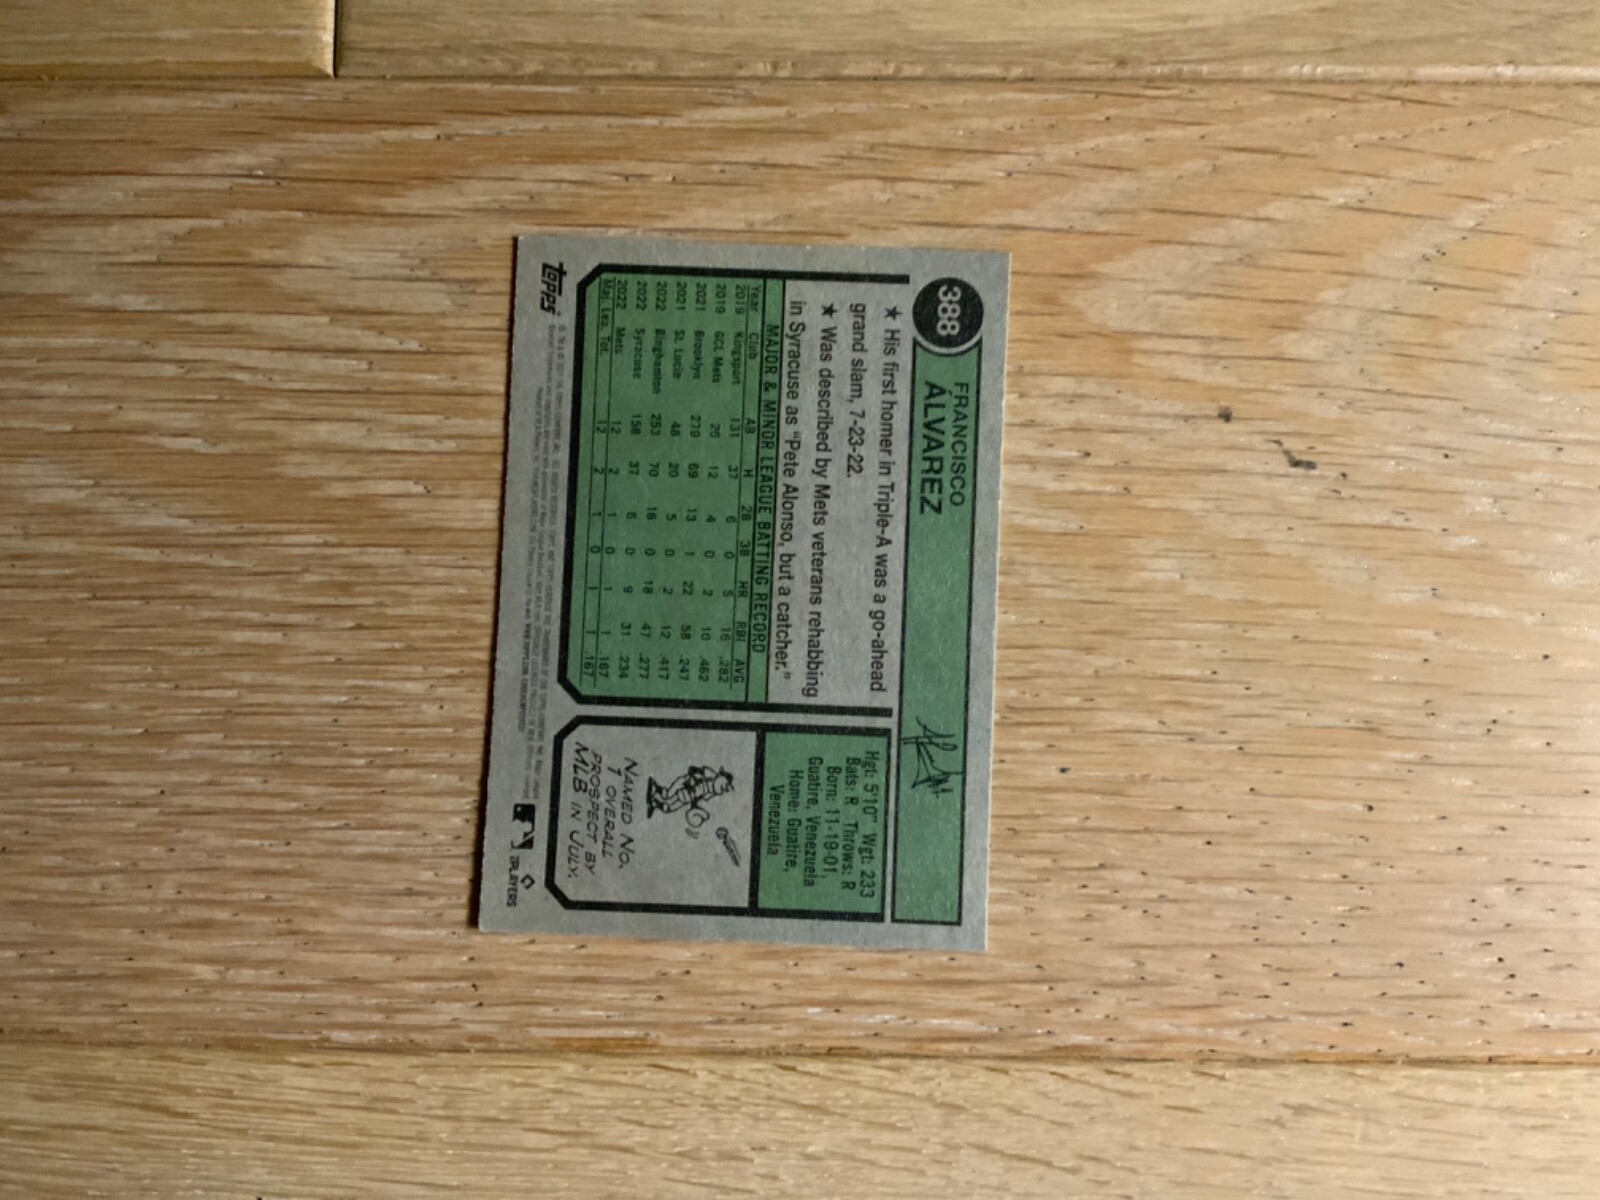 388
FRANCISCO
ÁLVAREZ
★ His first homer in Triple-A was a go-ahead
grand slam, 7-23-22.
★ Was described by Mets veterans rehabbing
in Syracuse as "Pete Alonso, but a catcher."
MAJOR & MINOR LEAGUE BATTING RECORD
Year Club AB H 2B 3B HR RBI AVG
2019 Kingsport 131 37 6 0 5 16 .282
2019 GCL Mets 26 12 4 0 2 10 .462
2021 Brooklyn 279 69 13 1 22 58 .247
2021 St. Lucie 48 20 5 0 2 12 .417
2022 Binghamton 253 70 16 0 18 47 .277
2022 Syracuse 158 37 6 0 9 31 .234
2022 Mets 12 2 1 0 1 1 .167
Maj. Lea. Tot. 12 2 1 0 1 1 .167
Hgt: 5'10" Wgt: 233
Bats: R Throws: R
Born: 11-19-01,
Guatire, Venezuela
Home: Guatire,
Venezuela
NAMED NO.
1 OVERALL
PROSPECT BY
MLB IN JULY.
TOPPS
PLAYERS